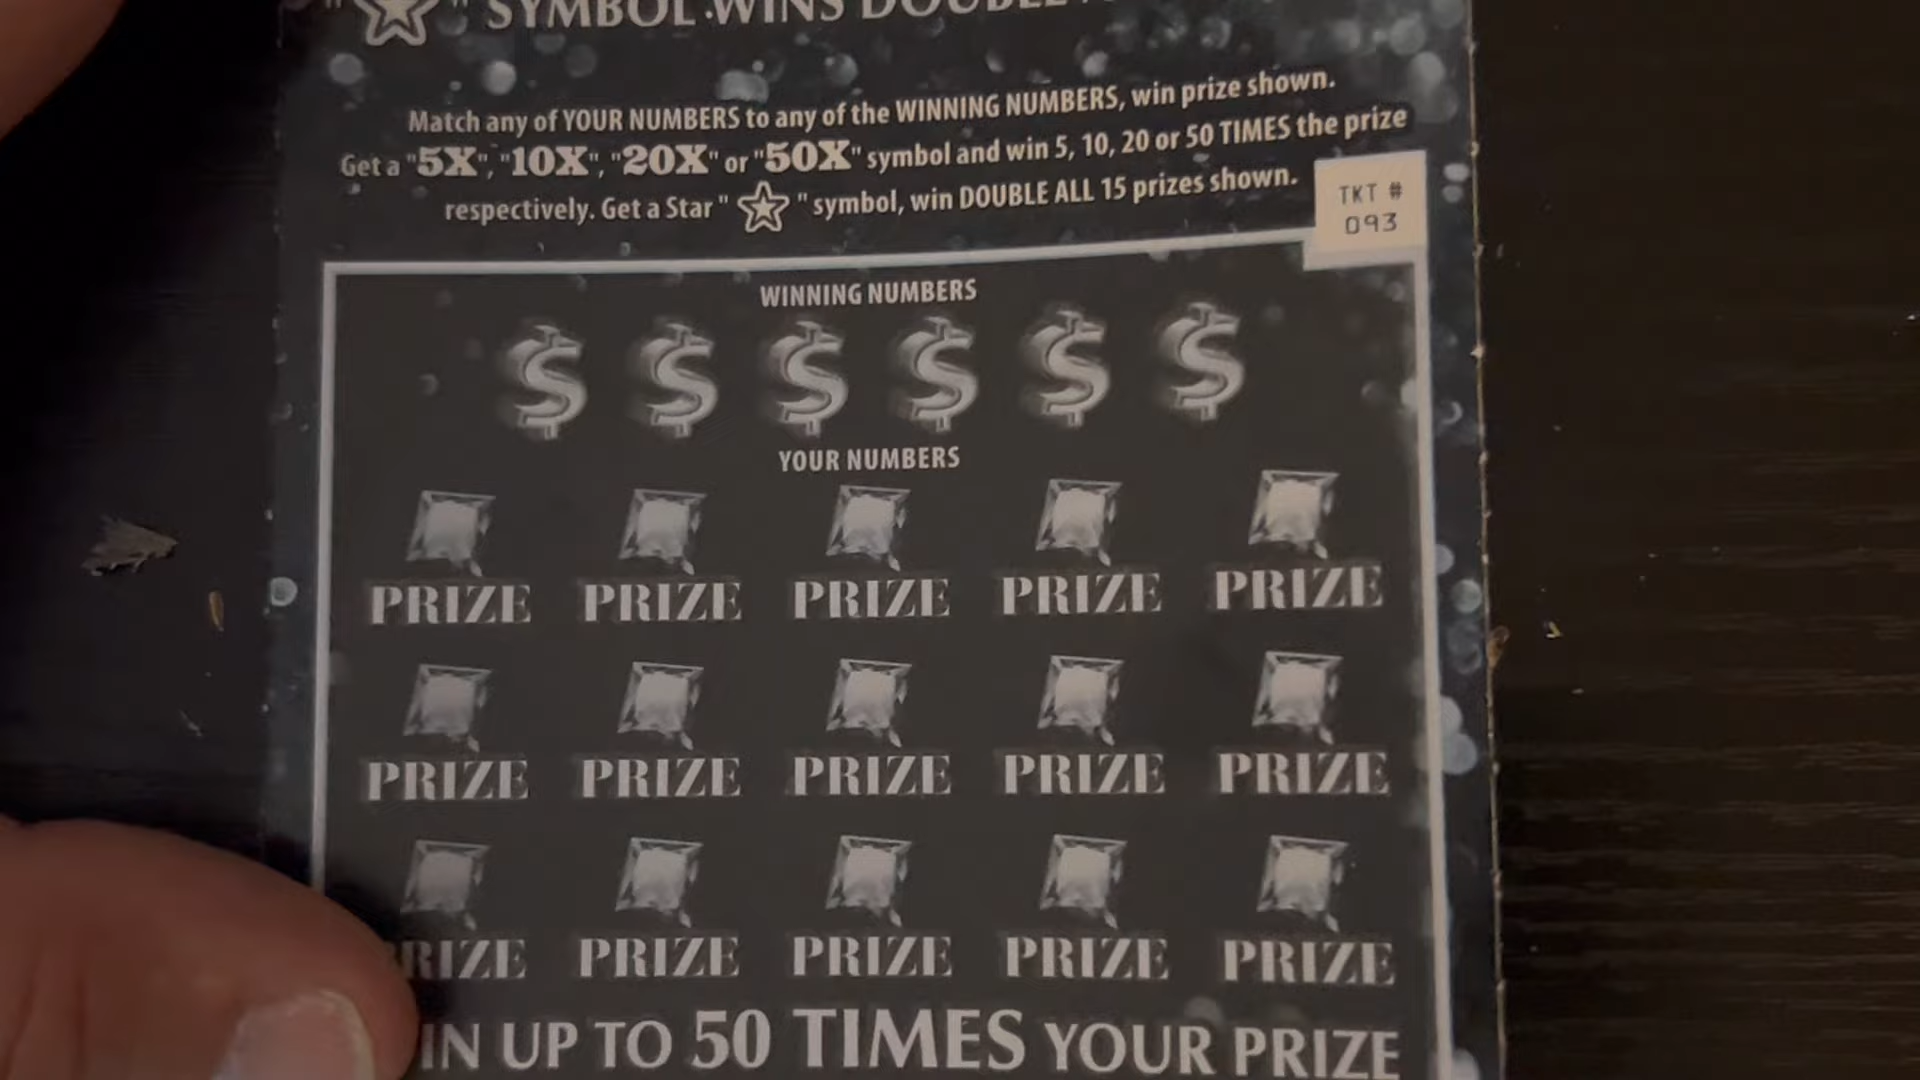 " " SYMBOL WINS DOUBLE
Match any of YOUR NUMBERS to any of the WINNING NUMBERS, win prize shown.
Get a "5X", "10X", "20X" or "50X" symbol and win 5, 10, 20 or 50 TIMES the prize
respectively. Get a Star " " symbol, win DOUBLE ALL 15 prizes shown.
TKT #
093
WINNING NUMBERS
$ $ $ $ $ $
YOUR NUMBERS
PRIZE PRIZE PRIZE PRIZE PRIZE
PRIZE PRIZE PRIZE PRIZE PRIZE
RIZE PRIZE PRIZE PRIZE PRIZE
IN UP TO 50 TIMES YOUR PRIZE